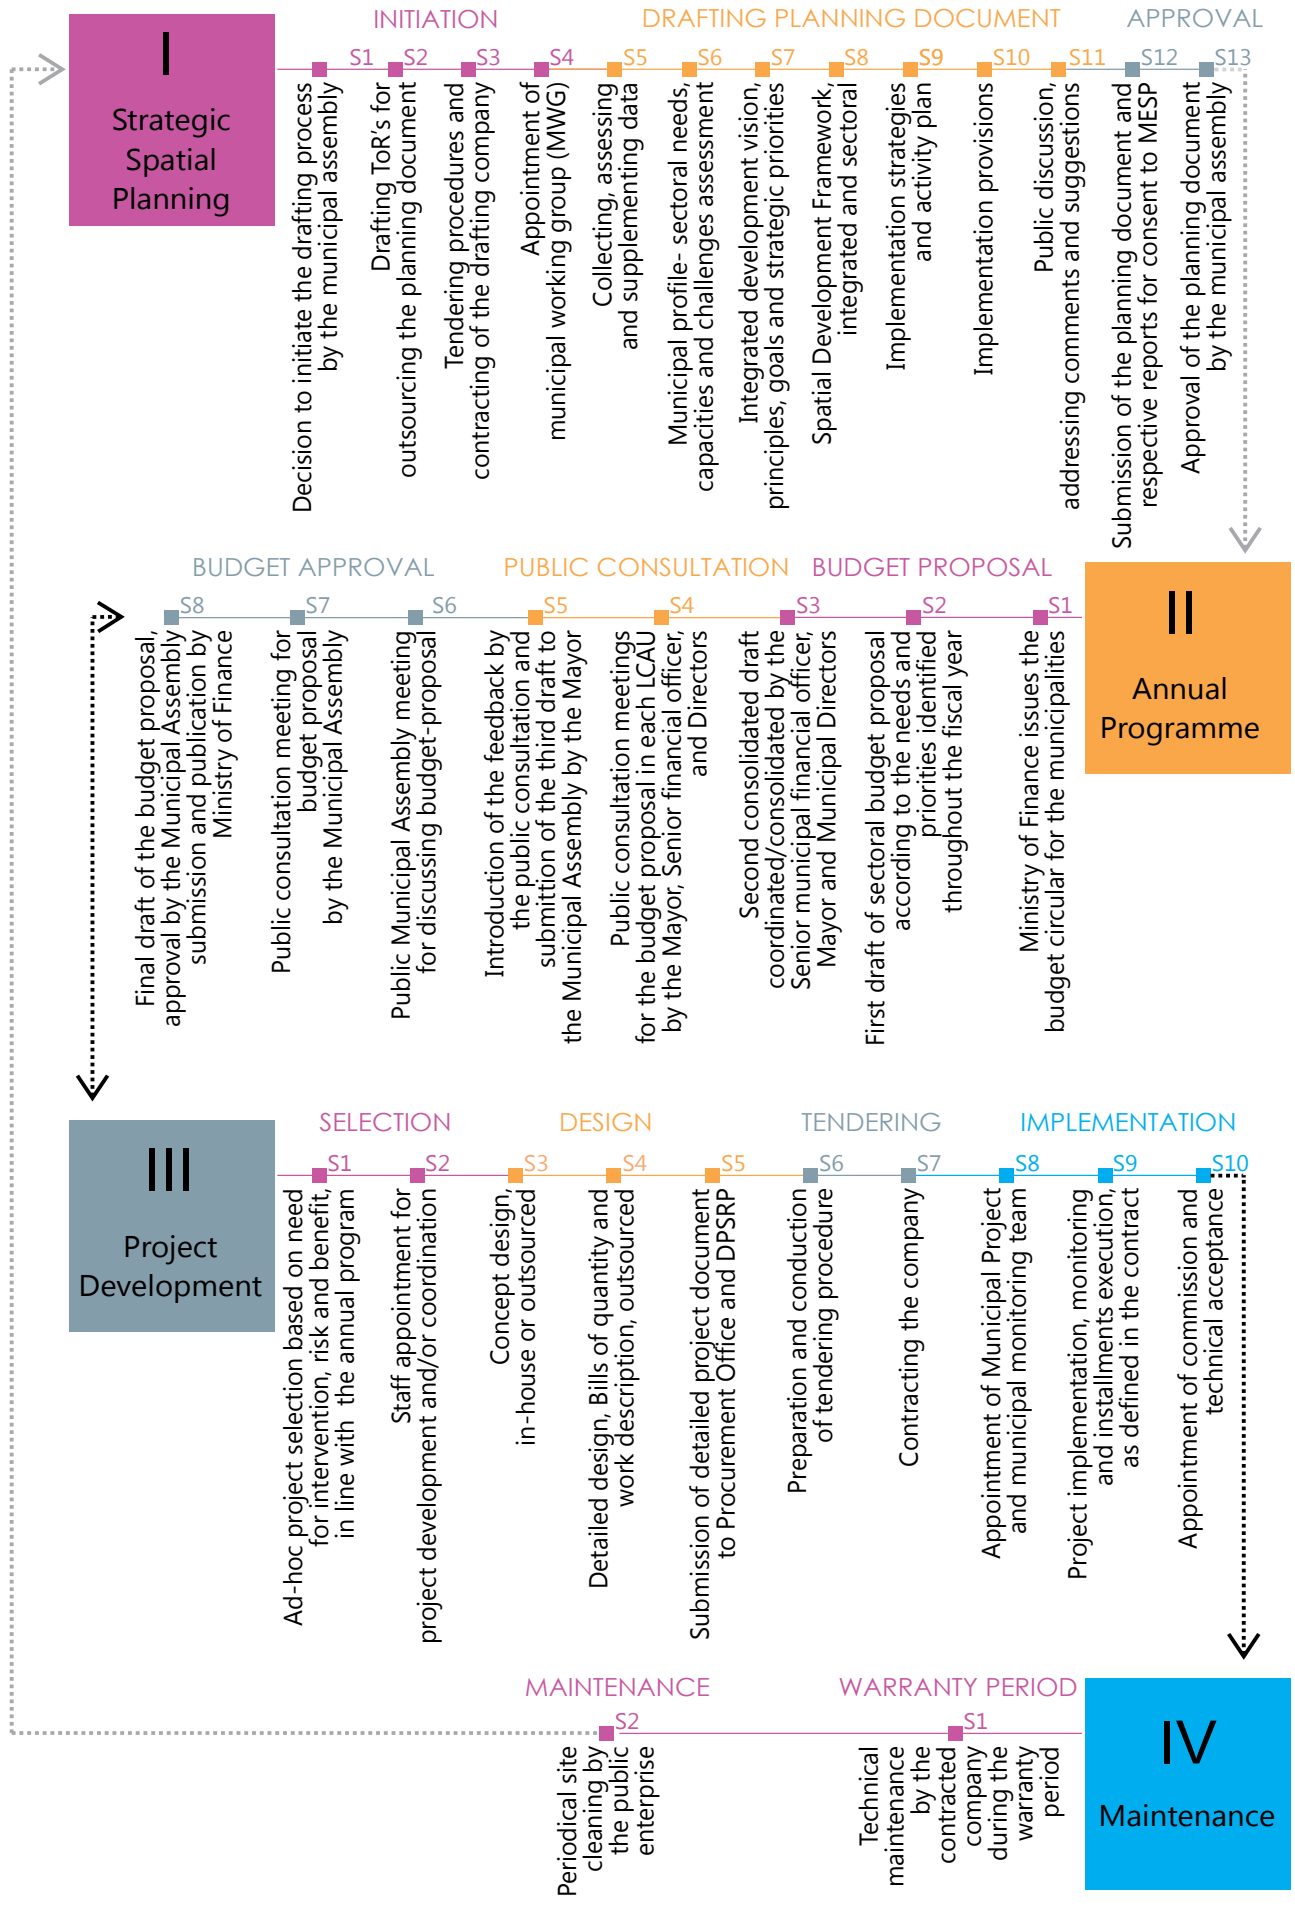 I
Strategic
Spatial
Planning
INITIATION
DRAFTING PLANNING DOCUMENT
APPROVAL
S1
S2
S3
S4
S5
S6
S7
S8
S9
S10
S11
S12
S13
Decision to initiate the drafting process
by the municipal assembly
Drafting ToR's for
outsourcing the planning document
Tendering procedures and
contracting of the drafting company
Appointment of
municipal working group (MWG)
Collecting, assessing
and supplementing data
Municipal profile- sectoral needs,
capacities and challenges assessment
Integrated development vision,
principles, goals and strategic priorities
Spatial Development Framework,
integrated and sectoral
Implementation strategies
and activity plan
Implementation provisions
Public discussion,
addressing comments and suggestions
Submission of the planning document and
respective reports for consent to MESP
Approval of the planning document
by the municipal assembly
BUDGET APPROVAL
PUBLIC CONSULTATION
BUDGET PROPOSAL
S8
S7
S6
S5
S4
S3
S2
S1
II
Annual
Programme
Final draft of the budget proposal,
approval by the Municipal Assembly
submission and publication by
Ministry of Finance
Public consultation meeting for
budget proposal
by the Municipal Assembly
Public Municipal Assembly meeting
for discussing budget-proposal
Introduction of the feedback by
the public consultation and
submittion of the third draft to
the Municipal Assembly by the Mayor
Public consultation meetings
for the budget proposal in each LCAU
by the Mayor, Senior financial officer,
and Directors
Second consolidated draft
coordinated/consolidated by the
Senior municipal financial officer,
Mayor and Municipal Directors
First draft of sectoral budget proposal
according to the needs and
priorities identified
throughout the fiscal year
Ministry of Finance issues the
budget circular for the municipalities
III
Project
Development
SELECTION
DESIGN
TENDERING
IMPLEMENTATION
S1
S2
S3
S4
S5
S6
S7
S8
S9
S10
Ad-hoc project selection based on need
for intervention, risk and benefit,
in line with the annual program
Staff appointment for
project development and/or coordination
Concept design,
in-house or outsourced
Detailed design, Bills of quantity and
work description, outsourced
Submission of detailed project document
to Procurement Office and DPSRP
Preparation and conduction
of tendering procedure
Contracting the company
Appointment of Municipal Project
and municipal monitoring team
Project implementation, monitoring
and installments execution,
as defined in the contract
Appointment of commission and
technical acceptance
MAINTENANCE
WARRANTY PERIOD
S2
S1
IV
Maintenance
Periodical site
cleaning by
the public
enterprise
Technical
maintenance
by the
contracted
company
during the
warranty
period